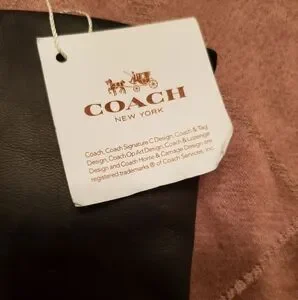 COACH
NEW YORK
Coach, Coach Signature C Design, Coach & Tag
Design, Coach Op Art Design, Coach & Lozenge
Design and Coach Horse & Carriage Design are
registered trademarks ® of Coach Services, Inc.